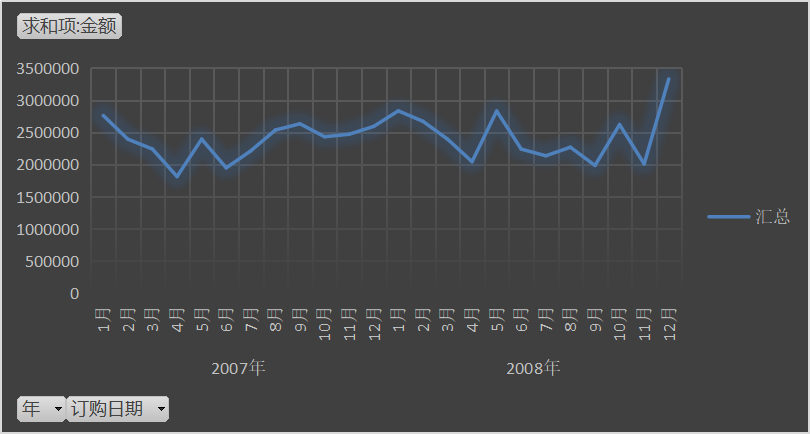 求和项:金额
3500000
3000000
2500000
2000000
1500000
1000000
500000
0
汇总
1月 2月 3月 4月 5月 6月 7月 8月 9月 10月 11月 12月 1月 2月 3月 4月 5月 6月 7月 8月 9月 10月 11月 12月
2007年 2008年
年 订购日期